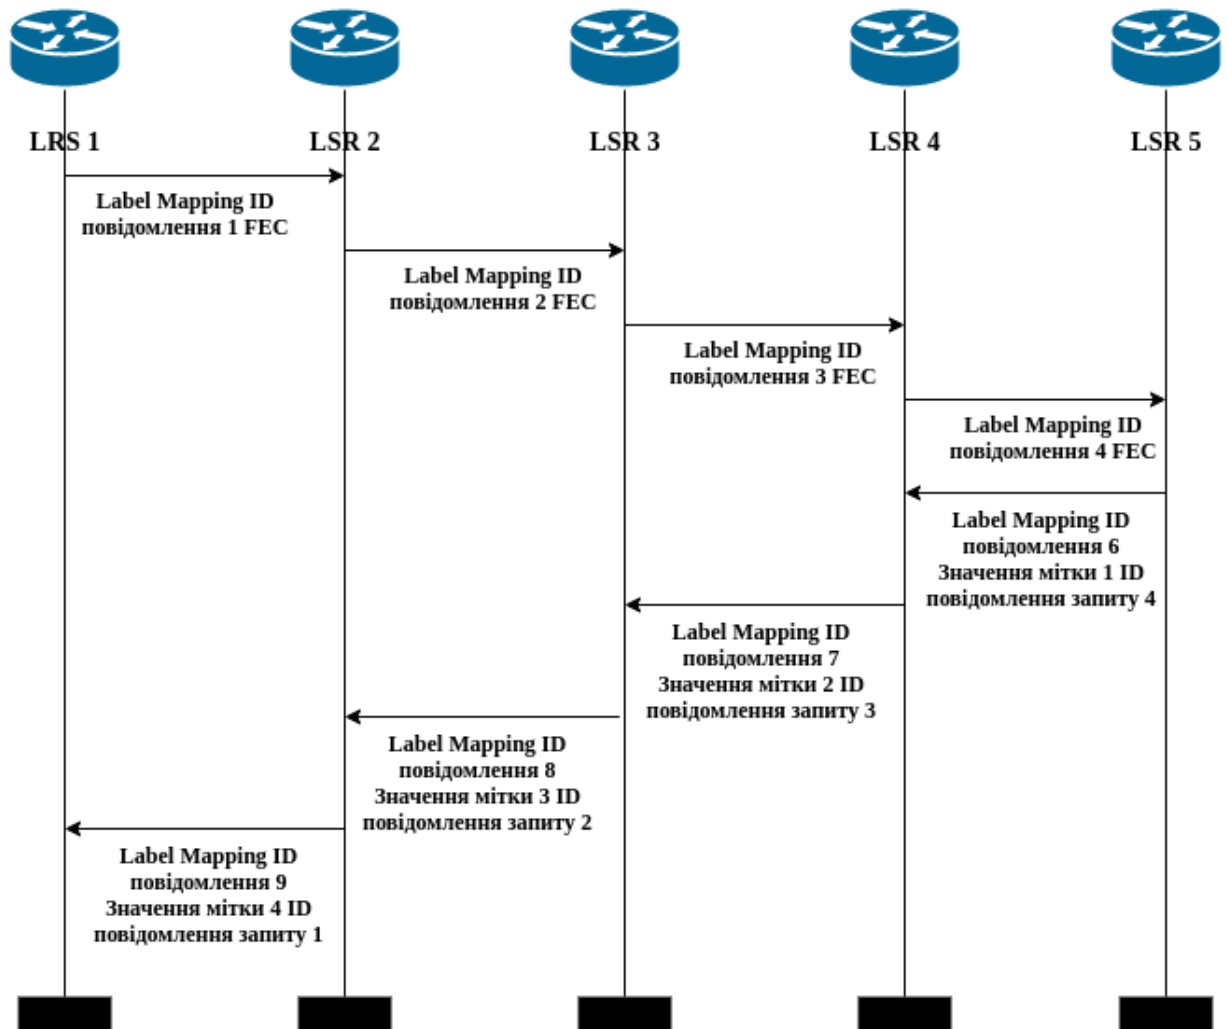 LRS 1
LSR 2
LSR 3
LSR 4
LSR 5
Label Mapping ID
повідомлення 1 FEC
Label Mapping ID
повідомлення 2 FEC
Label Mapping ID
повідомлення 3 FEC
Label Mapping ID
повідомлення 4 FEC
Label Mapping ID
повідомлення 6
Значення мітки 1 ID
повідомлення запиту 4
Label Mapping ID
повідомлення 7
Значення мітки 2 ID
повідомлення запиту 3
Label Mapping ID
повідомлення 8
Значення мітки 3 ID
повідомлення запиту 2
Label Mapping ID
повідомлення 9
Значення мітки 4 ID
повідомлення запиту 1